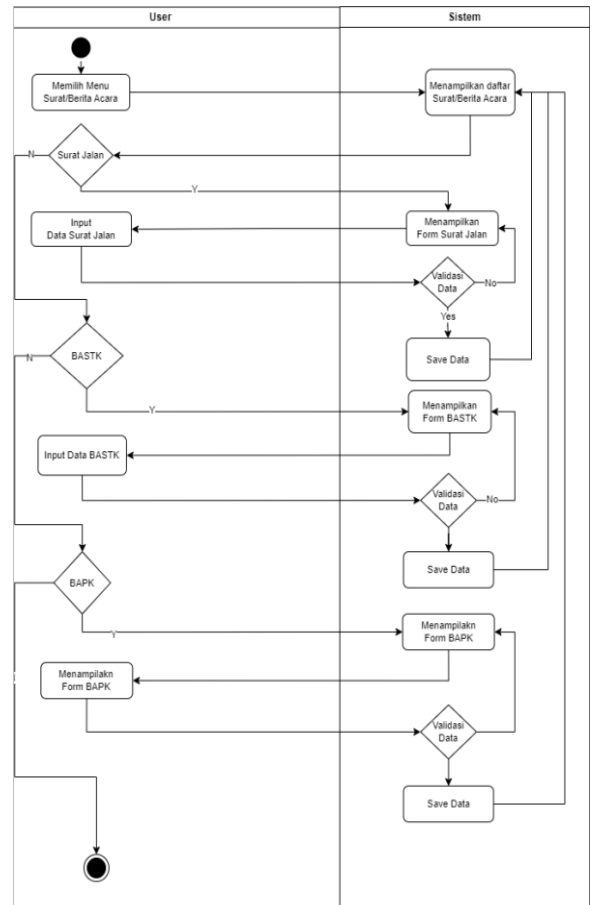 User
Sistem
Memilih Menu
Surat/Berita Acara
Menampilkan daftar
Surat/Berita Acara
N
Surat Jalan
Y
Input
Data Surat Jalan
Menampilkan
Form Surat Jalan
Validasi
Data
No
Yes
Save Data
N
BASTK
Y
Menampilkan
Form BASTK
Input Data BASTK
Validasi
Data
No
Save Data
BAPK
Y
Menampilakn
Form BAPK
Menampilakn
Form BAPK
Validasi
Data
Save Data